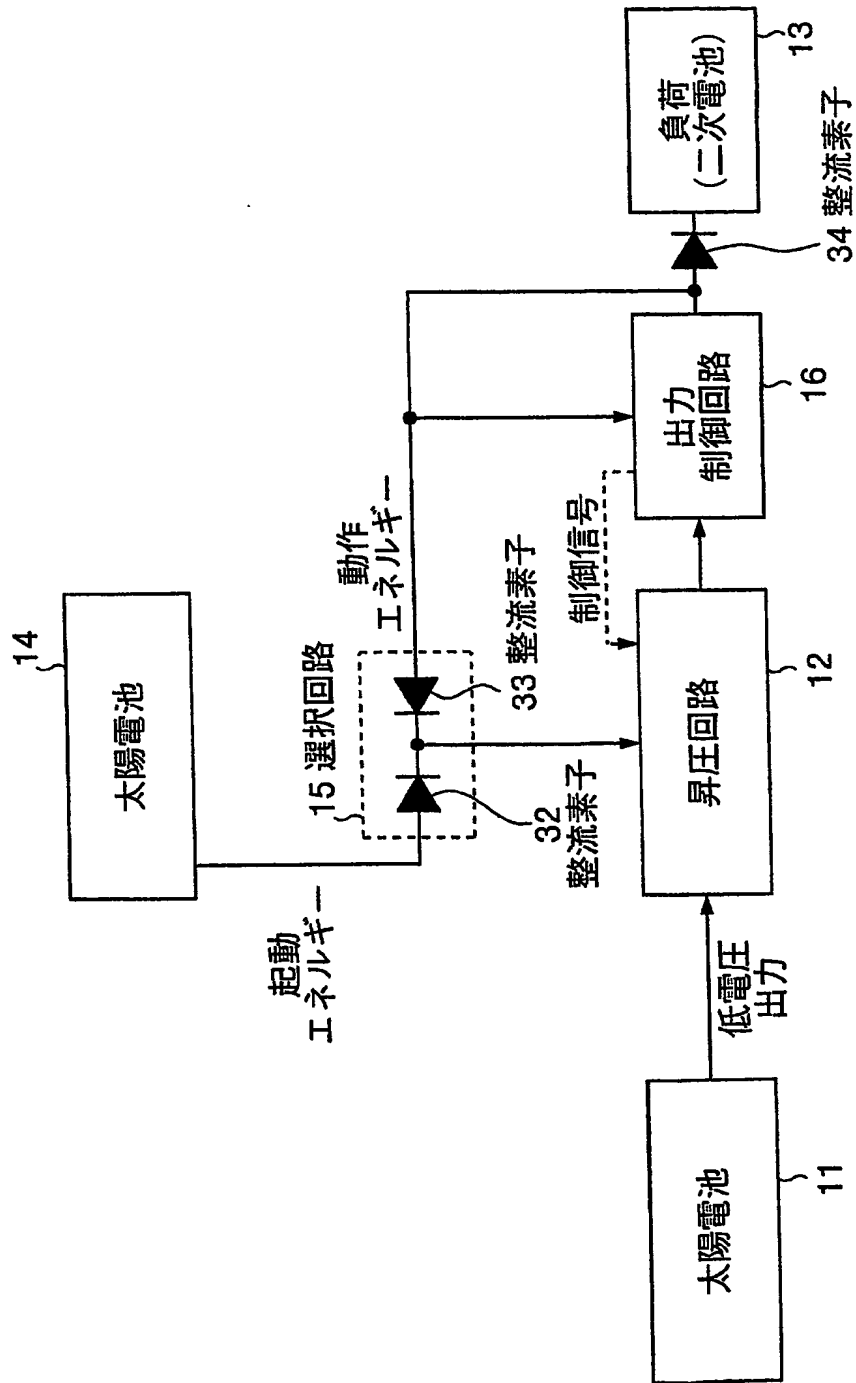 14
太陽電池
起動
エネルギー
15 選択回路
動作
エネルギー
32
整流素子
33 整流素子
制御信号
太陽電池
11
低電圧
出力
昇圧回路
12
出力
制御回路
16
負荷
(二次電池)
13
34 整流素子